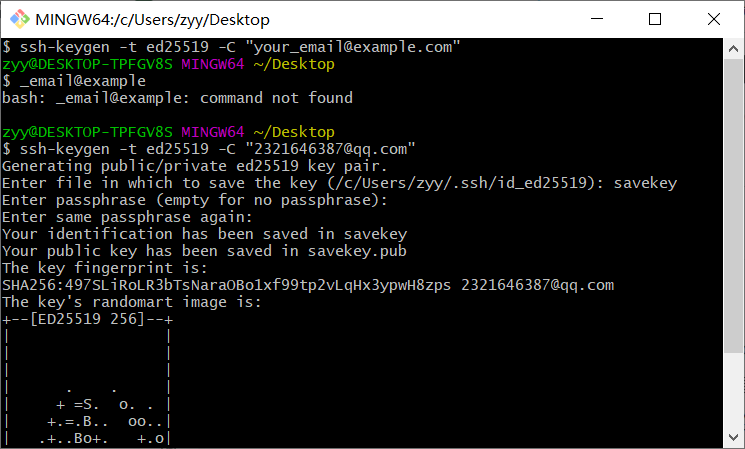 MINGW64:/c/Users/zyy/Desktop
$ ssh-keygen -t ed25519 -C "your_email@example.com"
zyy@DESKTOP-TPFGV8S MINGW64 ~/Desktop
$ _email@example
bash: _email@example: command not found
zyy@DESKTOP-TPFGV8S MINGW64 ~/Desktop
$ ssh-keygen -t ed25519 -C "2321646387@qq.com"
Generating public/private ed25519 key pair.
Enter file in which to save the key (/c/Users/zyy/.ssh/id_ed25519): savekey
Enter passphrase (empty for no passphrase):
Enter same passphrase again:
Your identification has been saved in savekey
Your public key has been saved in savekey.pub
The key fingerprint is:
SHA256:497SLiRoLR3bTsNaraOBo1xf99tp2vLqHx3ypwH8zps 2321646387@qq.com
The key's randomart image is:
+--[ED25519 256]--+
|                 |
|                 |
|                 |
|      .    .     |
|     + =S.  o. . |
|    +.=.B..  oo..|
|   .+..Bo+.   +.o|